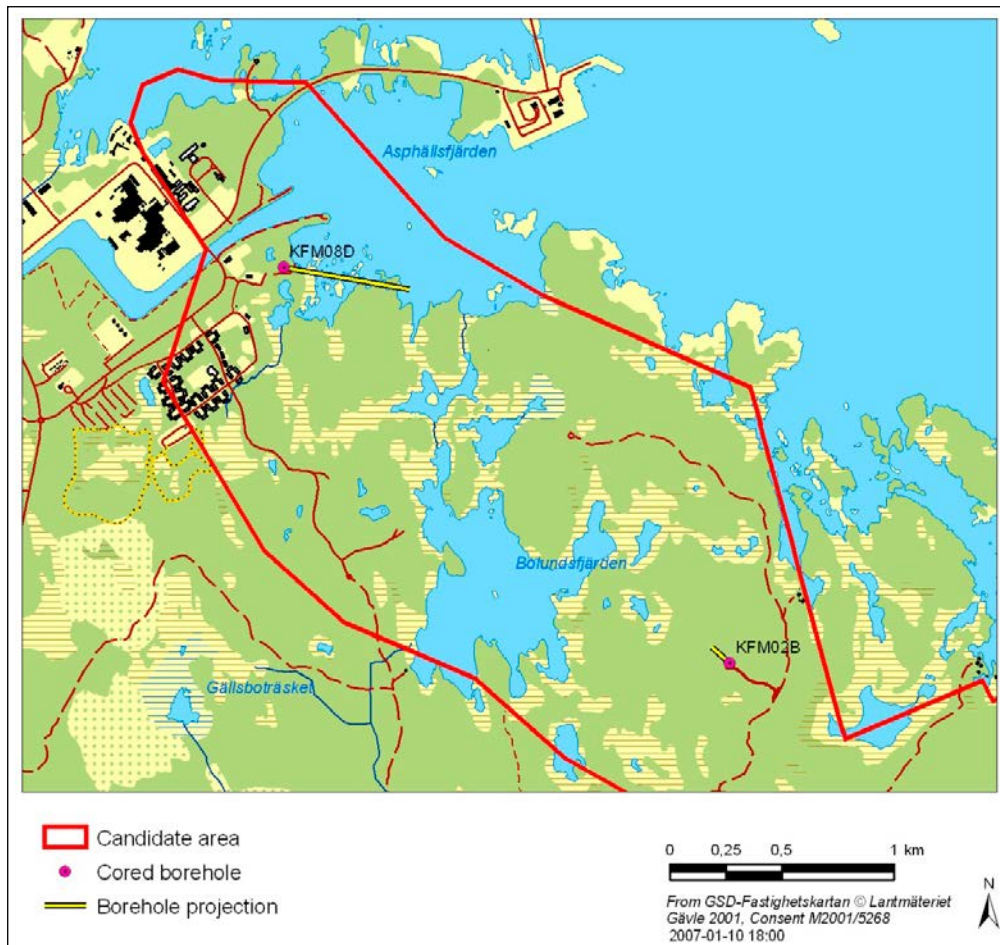 Asphällsfjärden
KFM08D
Bolundsfjärden
KFM02B
Gällsboträsket
Candidate area
Cored borehole
Borehole projection
0 0,25 0,5 1 km
From GSD-Fastighetskartan © Lantmäteriet
Gävle 2001, Consent M2001/5268
2007-01-10 18:00
N